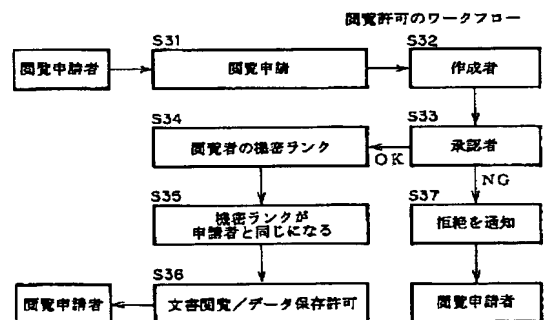 閲覧許可のワークフロー
S31
S32
閲覧申請者
閲覧申請
作成者
S34
S33
閲覧者の機密ランク
OK
承認者
NG
S35
S37
機密ランクが
申請者と同じになる
拒絶を通知
S36
閲覧申請者
文書閲覧/データ保存許可
閲覧申請者